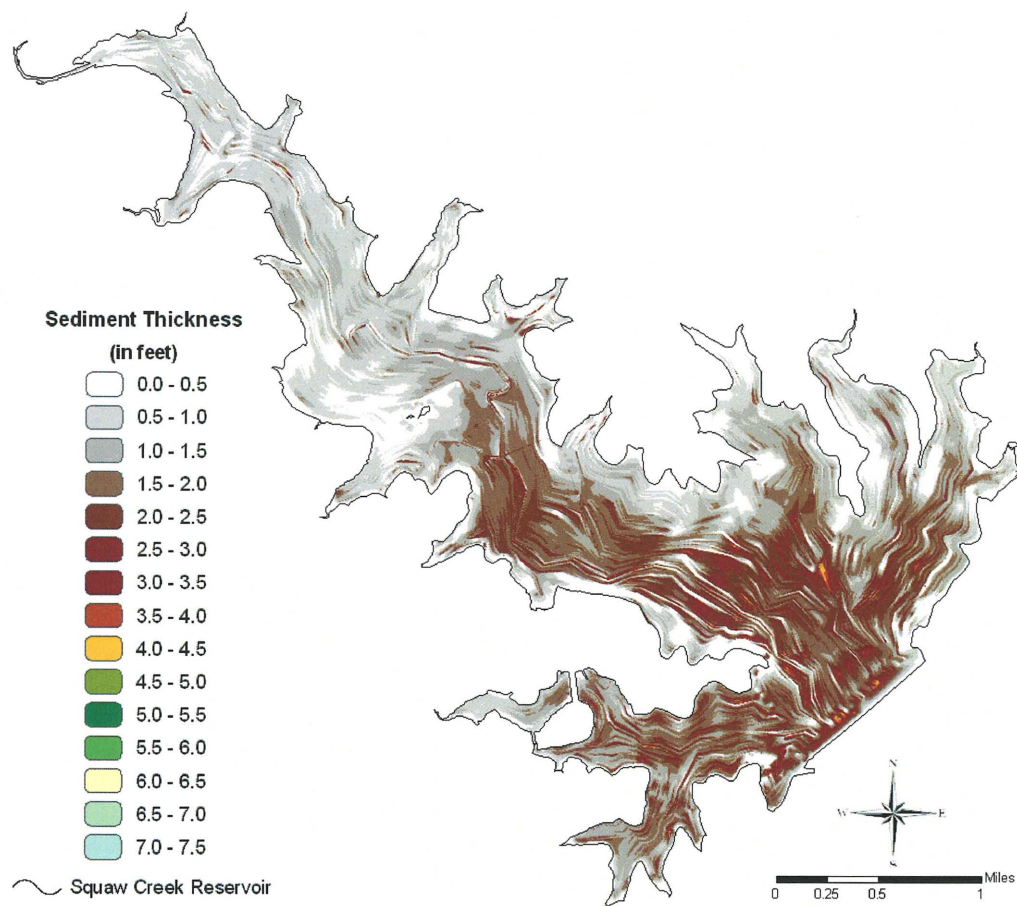 Sediment Thickness
(in feet)
0.0 - 0.5
0.5 - 1.0
1.0 - 1.5
1.5 - 2.0
2.0 - 2.5
2.5 - 3.0
3.0 - 3.5
3.5 - 4.0
4.0 - 4.5
4.5 - 5.0
5.0 - 5.5
5.5 - 6.0
6.0 - 6.5
6.5 - 7.0
7.0 - 7.5
Squaw Creek Reservoir
N
W E
S
Miles
0 0.25 0.5 1